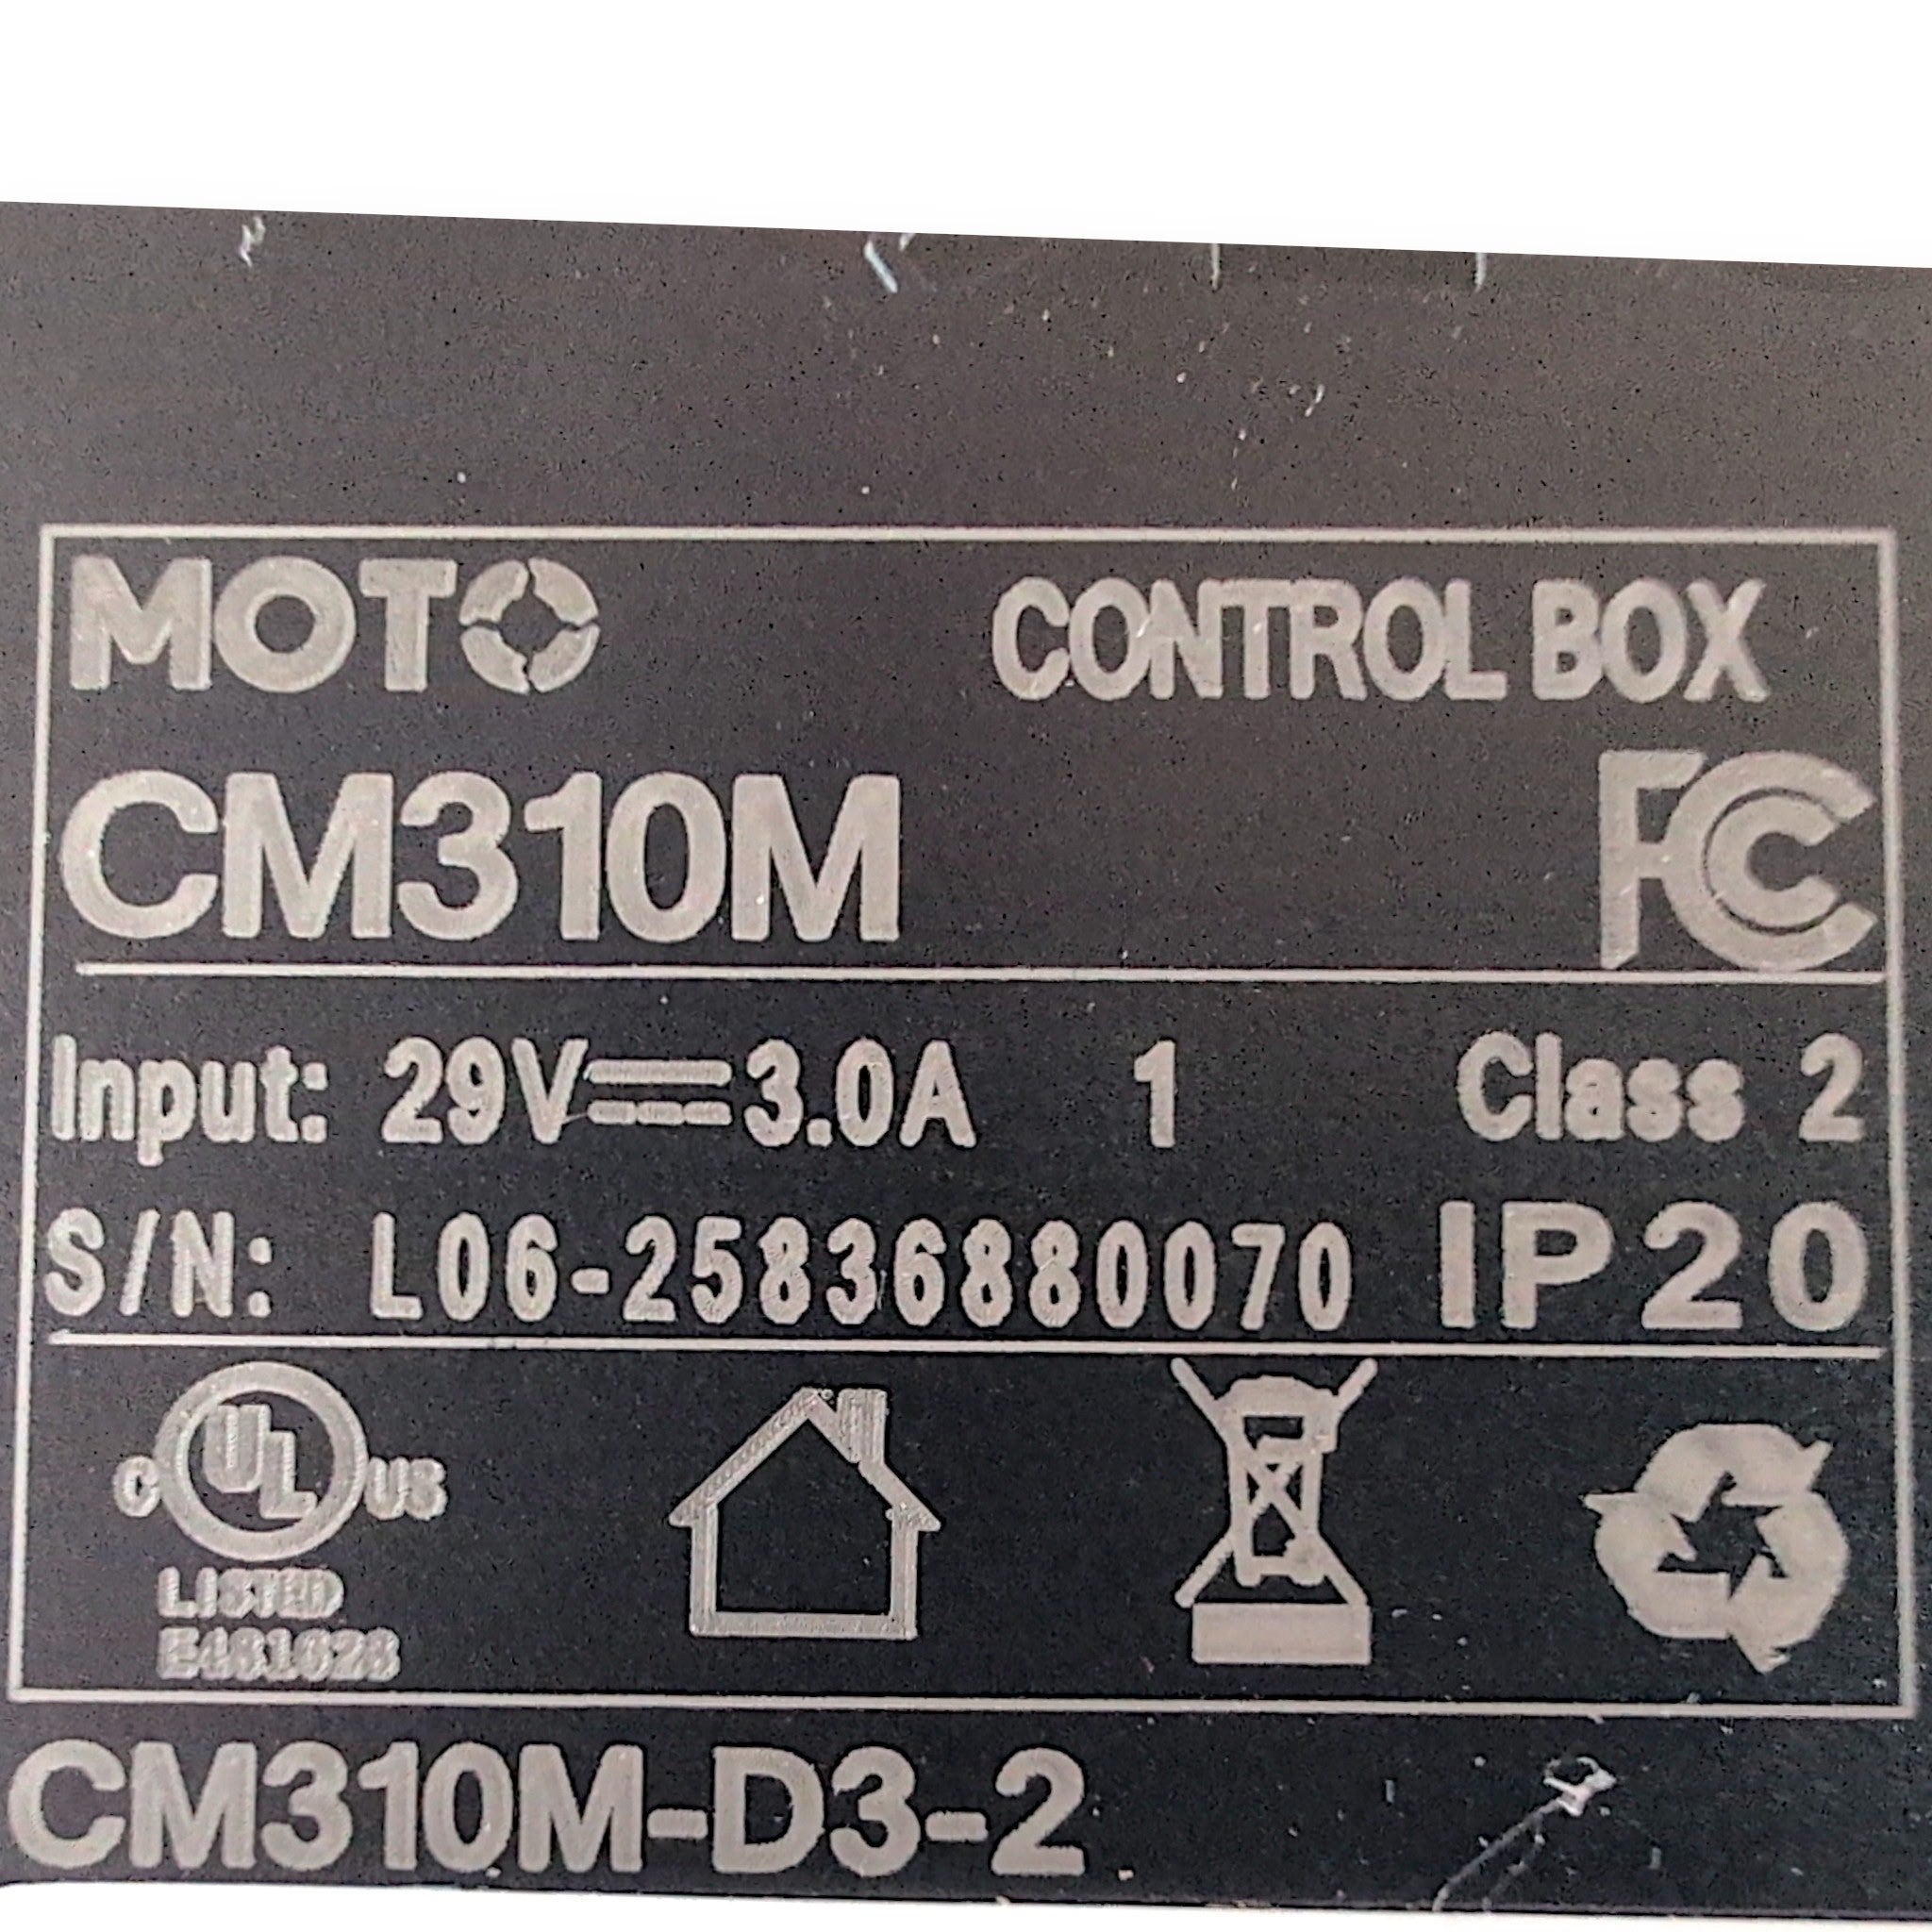 MOTO CONTROL BOX
CM310M FC
Input: 29V⎓3.0A 1 Class 2
S/N: L06-25836880070 IP20
C UL US
LISTED
E481628
CM310M-D3-2